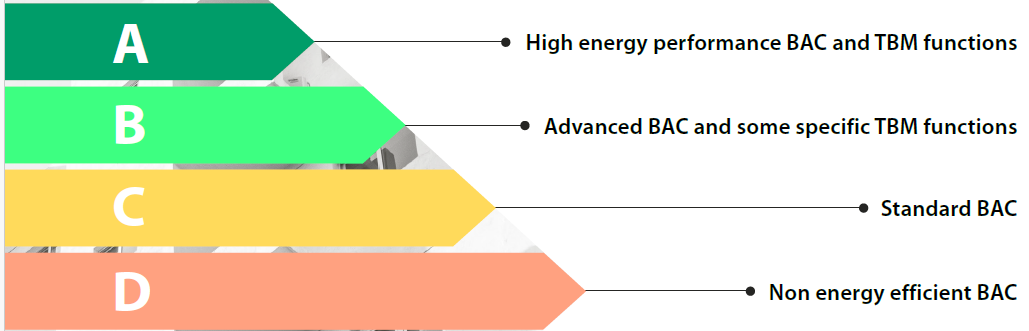 A
High energy performance BAC and TBM functions
B
Advanced BAC and some specific TBM functions
C
Standard BAC
D
Non energy efficient BAC